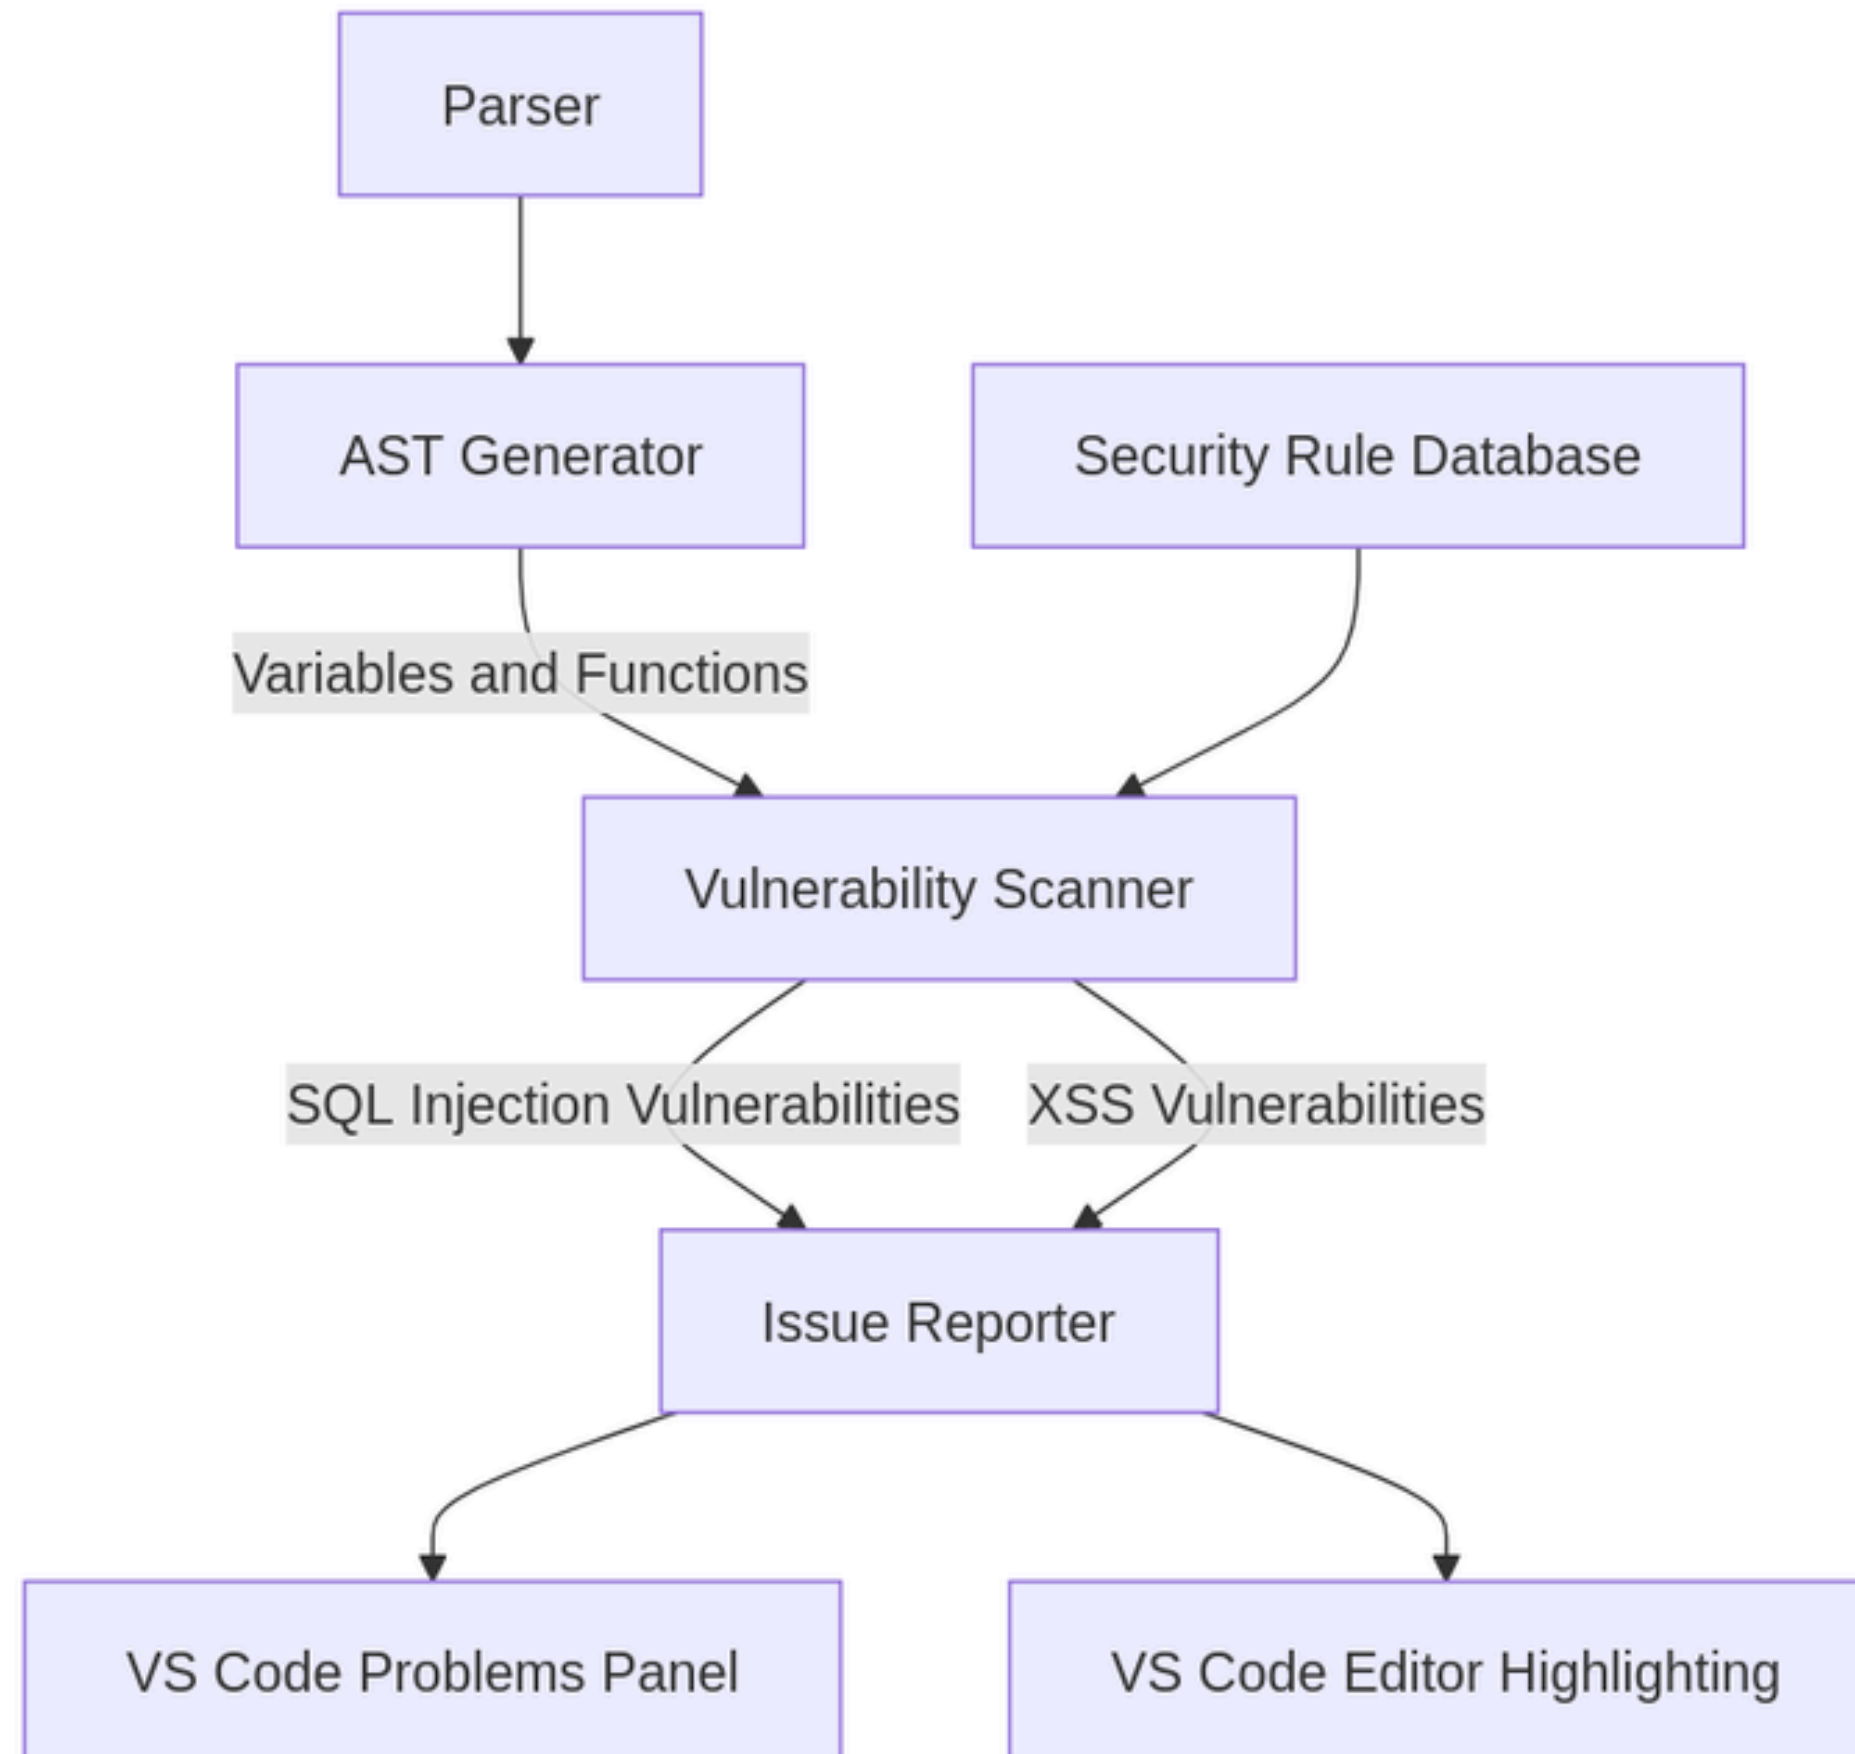 Parser
AST Generator
Security Rule Database
Variables and Functions
Vulnerability Scanner
SQL Injection Vulnerabilities
XSS Vulnerabilities
Issue Reporter
VS Code Problems Panel
VS Code Editor Highlighting